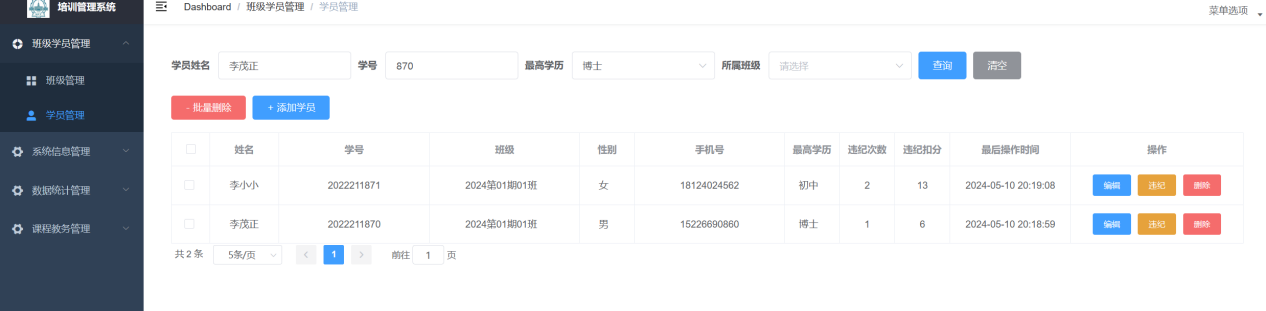 培训管理系统
Dashboard / 班级学员管理 / 学员管理
菜单选项
班级学员管理
班级管理
学员管理
系统信息管理
数据统计管理
课程教务管理
学员姓名 李茂正 学号 870 最高学历 博士 所属班级 请选择 查询 清空
- 批量删除 + 添加学员
姓名 学号 班级 性别 手机号 最高学历 违纪次数 违纪扣分 最后操作时间 操作
李小小 2022211871 2024第01期01班 女 18124024562 初中 2 13 2024-05-10 20:19:08 编辑 违纪 删除
李茂正 2022211870 2024第01期01班 男 15226690860 博士 1 6 2024-05-10 20:18:59 编辑 违纪 删除
共 2 条 5条/页 < 1 > 前往 1 页